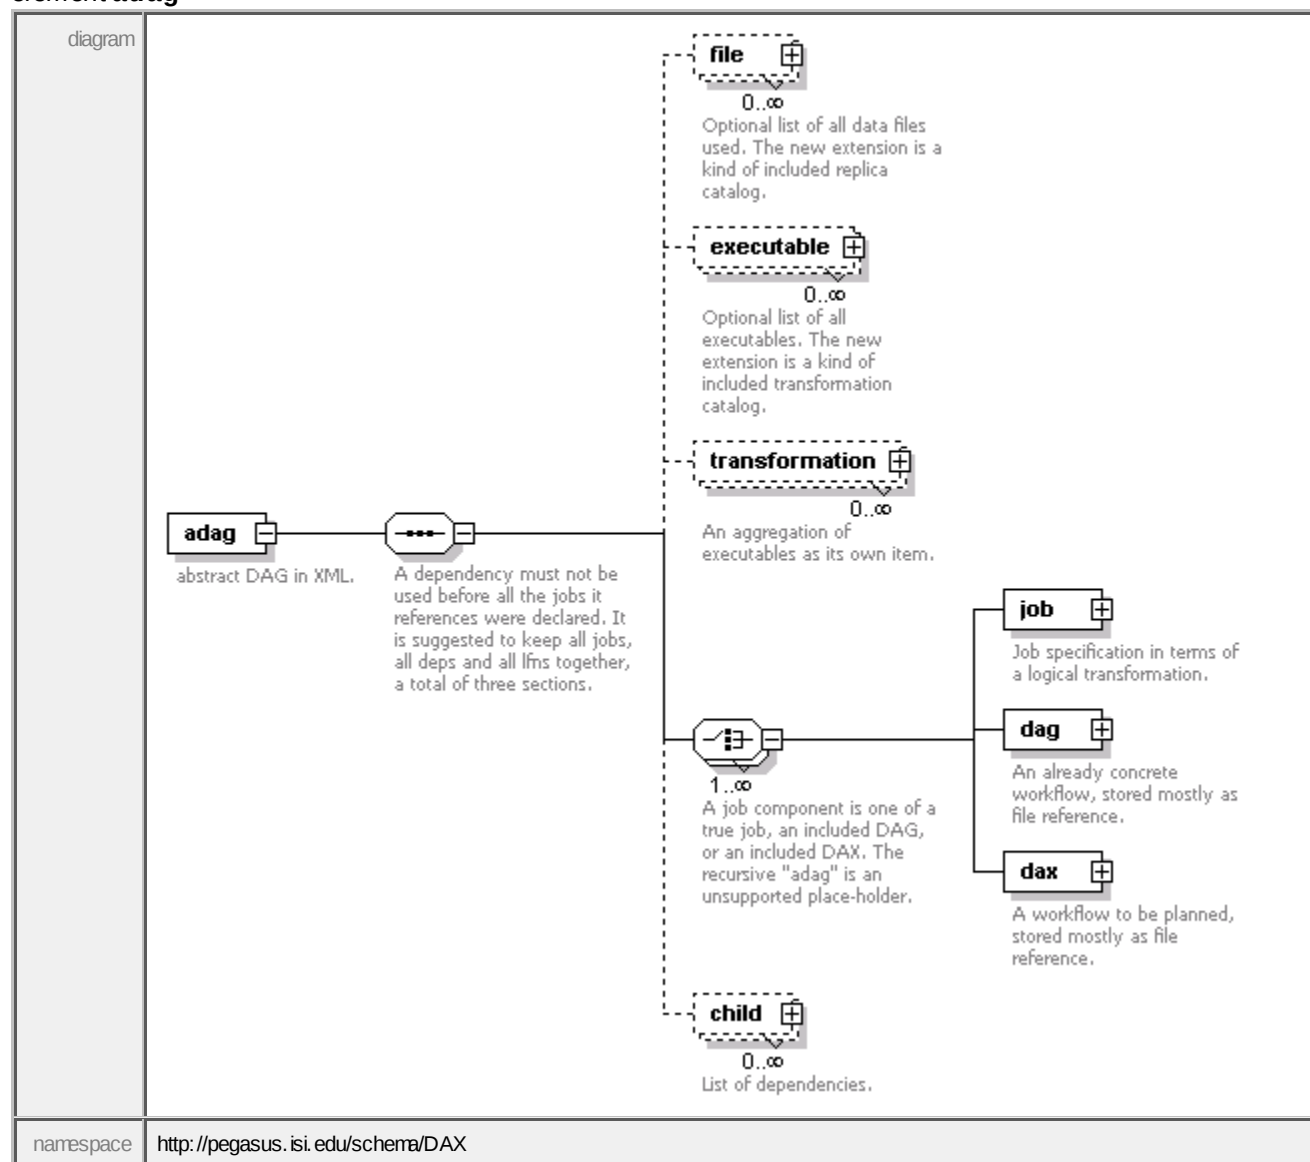 element adag
diagram
file
0..∞
Optional list of all data files
used. The new extension is a
kind of included replica
catalog.
executable
0..∞
Optional list of all
executables. The new
extension is a kind of
included transformation
catalog.
transformation
0..∞
An aggregation of
executables as its own item.
adag
abstract DAG in XML.
A dependency must not be
used before all the jobs it
references were declared. It
is suggested to keep all jobs,
all deps and all lfns together,
a total of three sections.
job
Job specification in terms of
a logical transformation.
dag
An already concrete
workflow, stored mostly as
file reference.
1..∞
A job component is one of a
true job, an included DAG,
or an included DAX. The
recursive "adag" is an
unsupported place-holder.
dax
A workflow to be planned,
stored mostly as file
reference.
child
0..∞
List of dependencies.
namespace
http://pegasus.isi.edu/schema/DAX